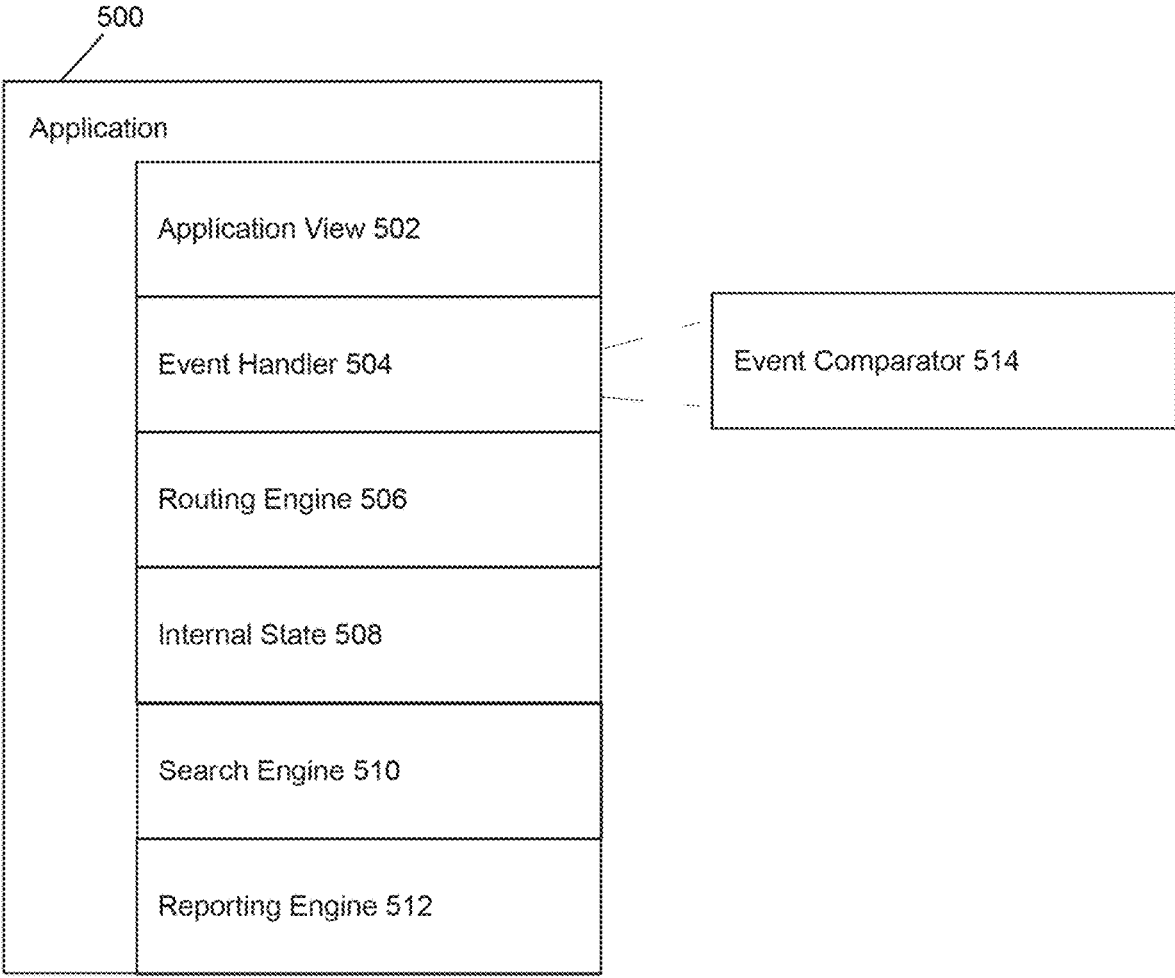 500
Application
Application View 502
Event Handler 504
Event Comparator 514
Routing Engine 506
Internal State 508
Search Engine 510
Reporting Engine 512